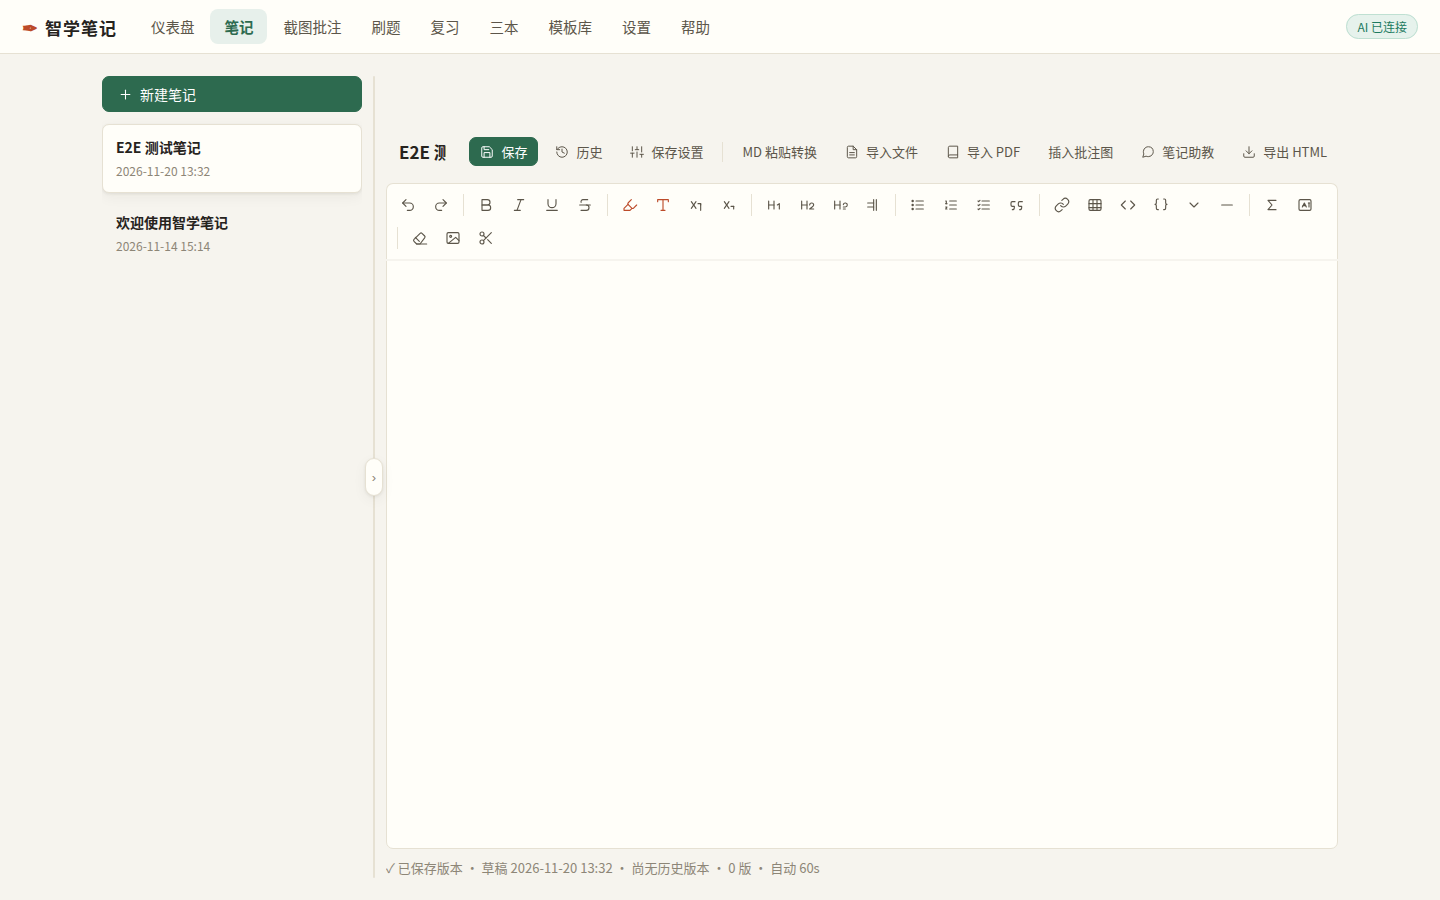 智学笔记 仪表盘 笔记 截图批注 刷题 复习 三本 模板库 设置 帮助 AI 已连接
新建笔记
E2E 测试笔记
2026-11-20 13:32
欢迎使用智学笔记
2026-11-14 15:14
E2E 测 保存 历史 保存设置 MD 粘贴转换 导入文件 导入 PDF 插入批注图 笔记助教 导出 HTML
✓ 已保存版本 · 草稿 2026-11-20 13:32 · 尚无历史版本 · 0 版 · 自动 60s